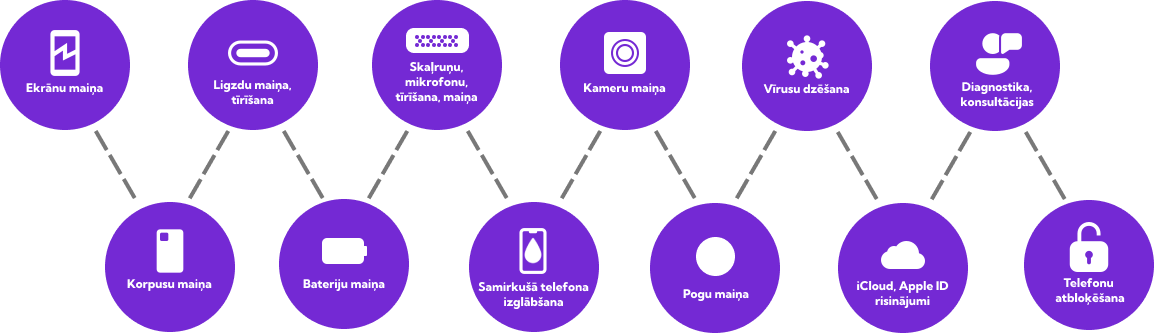 Ekrānu maiņa
Ligzdu maiņa,
tīrīšana
Skaļruņu,
mikrofonu,
tīrīšana, maiņa
Kameru maiņa
Vīrusu dzēšana
Diagnostika,
konsultācijas
Korpusu maiņa
Bateriju maiņa
Samirkušā telefona
izglābšana
Pogu maiņa
iCloud, Apple ID
risinājumi
Telefonu
atbloķēšana